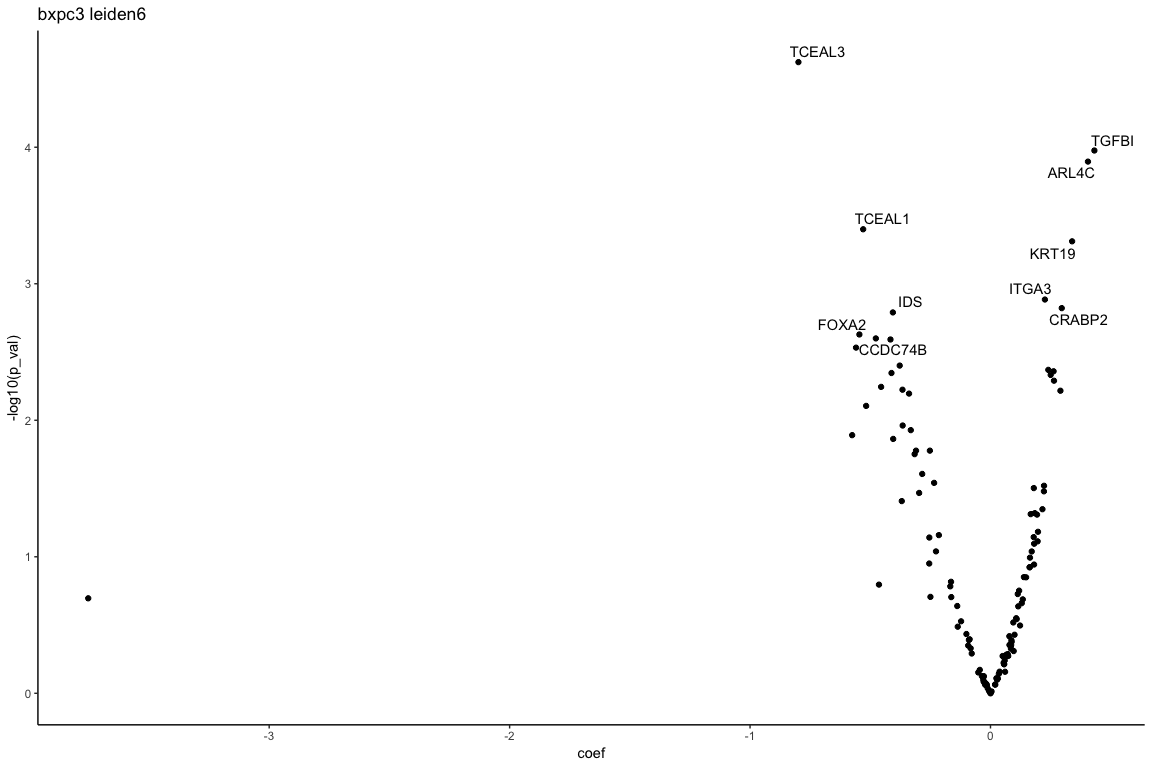 bxpc3 leiden6
TCEAL3
TGFBI
ARL4C
TCEAL1
KRT19
ITGA3
IDS
CRABP2
FOXA2
CCDC74B
4
3
2
1
0
-log10(p_val)
-3
-2
-1
0
coef